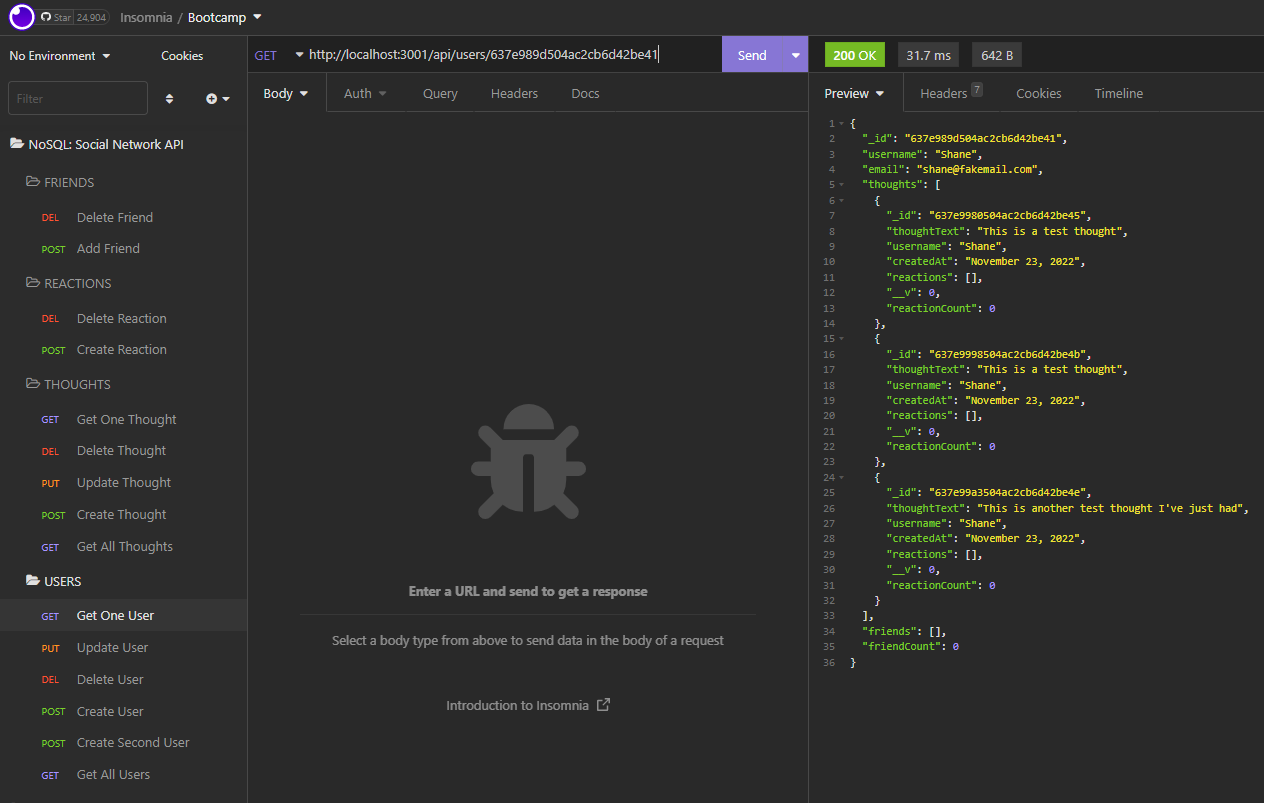 Star 24,904 Insomnia / Bootcamp
No Environment Cookies
Filter
NoSQL: Social Network API
FRIENDS
DEL Delete Friend
POST Add Friend
REACTIONS
DEL Delete Reaction
POST Create Reaction
THOUGHTS
GET Get One Thought
DEL Delete Thought
PUT Update Thought
POST Create Thought
GET Get All Thoughts
USERS
GET Get One User
PUT Update User
DEL Delete User
POST Create User
POST Create Second User
GET Get All Users
GET http://localhost:3001/api/users/637e989d504ac2cb6d42be41 Send
Body Auth Query Headers Docs
Enter a URL and send to get a response
Select a body type from above to send data in the body of a request
Introduction to Insomnia
200 OK 31.7 ms 642 B
Preview Headers 7 Cookies Timeline
1 {
2 "_id": "637e989d504ac2cb6d42be41",
3 "username": "Shane",
4 "email": "shane@fakemail.com",
5 "thoughts": [
6 {
7 "_id": "637e9980504ac2cb6d42be45",
8 "thoughtText": "This is a test thought",
9 "username": "Shane",
10 "createdAt": "November 23, 2022",
11 "reactions": [],
12 "__v": 0,
13 "reactionCount": 0
14 },
15 {
16 "_id": "637e9998504ac2cb6d42be4b",
17 "thoughtText": "This is a test thought",
18 "username": "Shane",
19 "createdAt": "November 23, 2022",
20 "reactions": [],
21 "__v": 0,
22 "reactionCount": 0
23 },
24 {
25 "_id": "637e99a3504ac2cb6d42be4e",
26 "thoughtText": "This is another test thought I've just had",
27 "username": "Shane",
28 "createdAt": "November 23, 2022",
29 "reactions": [],
30 "__v": 0,
31 "reactionCount": 0
32 }
33 ],
34 "friends": [],
35 "friendCount": 0
36 }